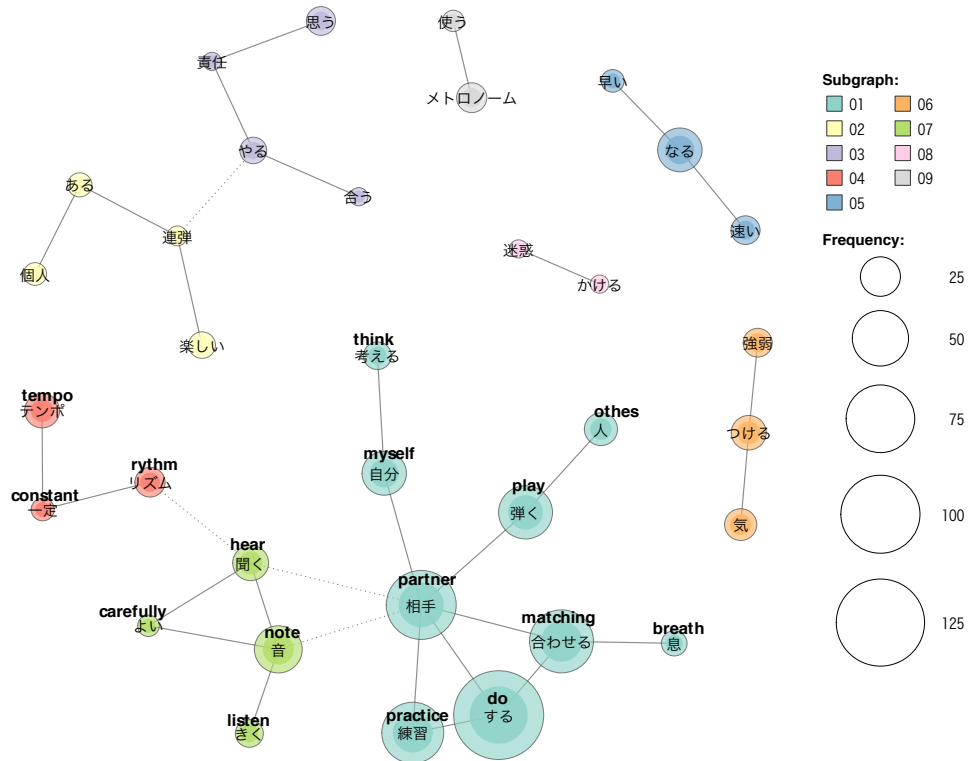 思う
使う
責任
メトロノーム
早い
やる
なる
ある
合う
連弾
速い
迷惑
個人
かける
楽しい
強弱
think
考える
tempo
テンポ
othes
人
つける
myself
自分
rythm
リズム
play
弾く
constant
一定
気
hear
聞く
partner
相手
carefully
よい
matching
合わせる
breath
息
note
音
do
する
listen
きく
practice
練習
Subgraph:
01
02
03
04
05
06
07
08
09
Frequency:
25
50
75
100
125